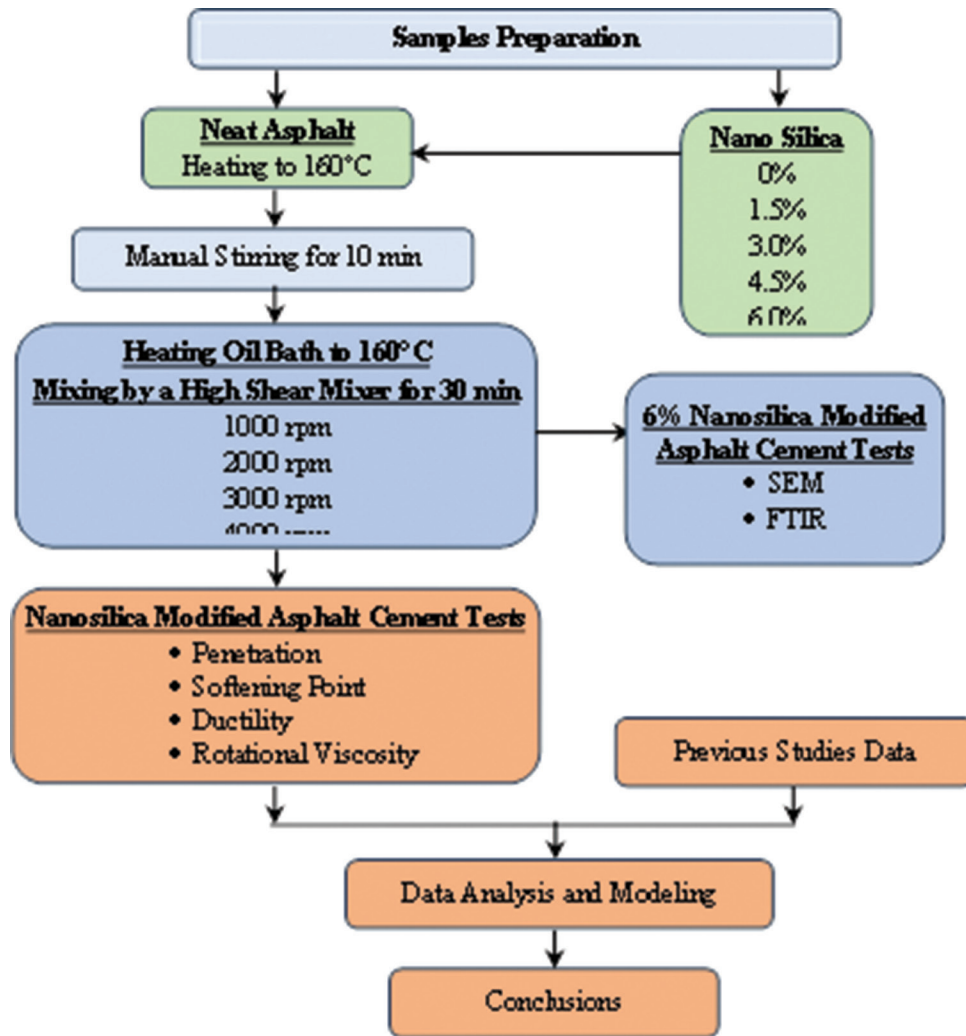 Samples Preparation
Neat Asphalt
Heating to 160°C
Nano Silica
0%
1.5%
3.0%
4.5%
6.0%
Manual Stirring for 10 min
Heating Oil Bath to 160°C
Mixing by a High Shear Mixer for 30 min
1000 rpm
2000 rpm
3000 rpm
4000
6% Nanosilica Modified
Asphalt Cement Tests
• SEM
• FTIR
Nanosilica Modified Asphalt Cement Tests
• Penetration
• Softening Point
• Ductility
• Rotational Viscosity
Previous Studies Data
Data Analysis and Modeling
Conclusions